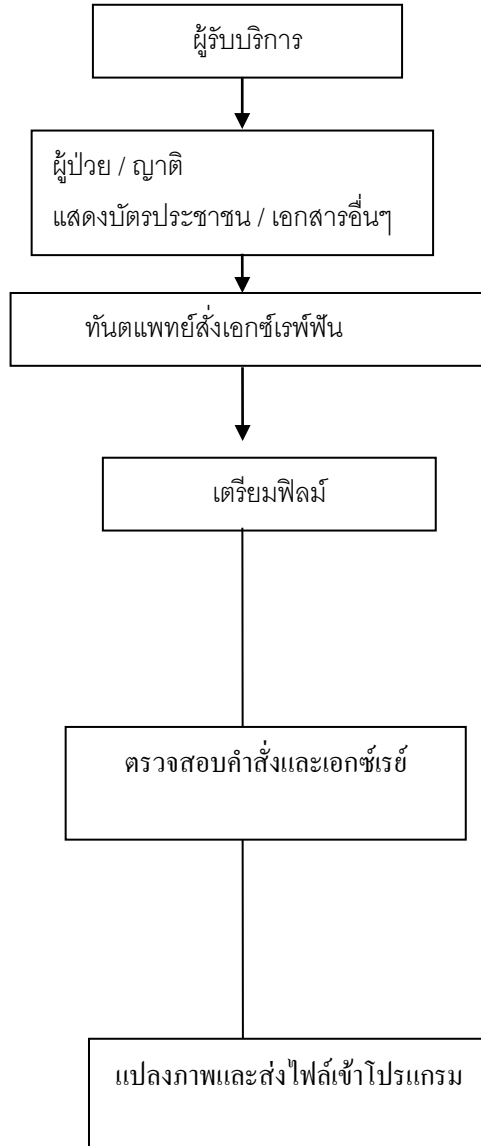 ผู้รับบริการ
ผู้ป่วย / ญาติ
แสดงบัตรประชาชน / เอกสารอื่นๆ
ทันตแพทย์สั่งเอกซ์เรพ์ฟัน
เตรียมฟิลม์
ตรวจสอบคำสั่งและเอกซ์เรย์
แปลงภาพและส่งไฟล์เข้าโปรแกรม